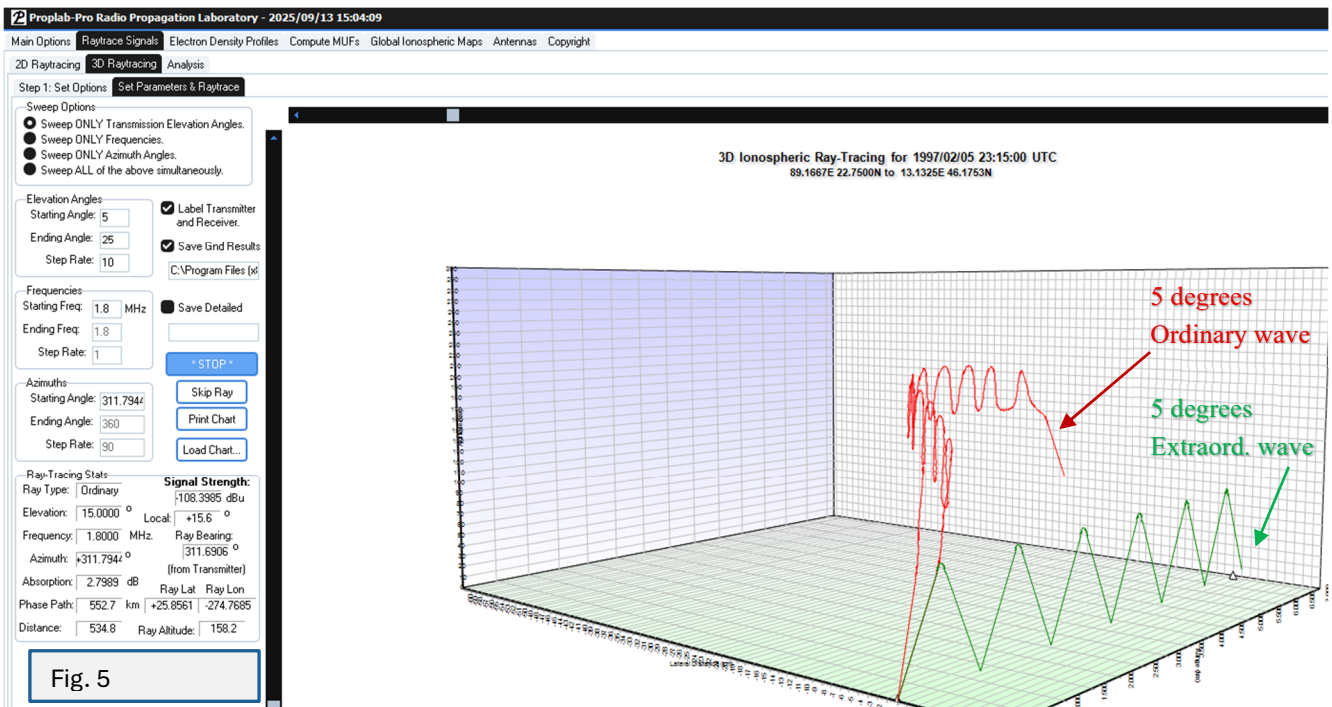 Proplab-Pro Radio Propagation Laboratory - 2025/09/13 15:04:09
Main Options Raytrace Signals Electron Density Profiles Compute MUFs Global Ionospheric Maps Antennas Copyright
2D Raytracing 3D Raytracing Analysis
Step 1: Set Options Set Parameters & Raytrace
Sweep Options
Sweep ONLY Transmission Elevation Angles.
Sweep ONLY Frequencies.
Sweep ONLY Azimuth Angles.
Sweep ALL of the above simultaneously.
Elevation Angles
Starting Angle: 5
Ending Angle: 25
Step Rate: 10
Label Transmitter
and Receiver.
Save Gnd Results
C:\Program Files (x
Frequencies
Starting Freq: 1.8 MHz
Ending Freq: 1.8
Step Rate: 1
Save Detailed
* STOP *
Skip Ray
Print Chart
Load Chart...
Azimuths
Starting Angle: 311.7944
Ending Angle: 360
Step Rate: 90
Ray-Tracing Stats
Ray Type: Ordinary
Elevation: 15.0000 °
Frequency: 1.8000 MHz.
Azimuth: +311.7944 °
Absorption: 2.7989 dB
Phase Path: 552.7 km
Distance: 534.8
Signal Strength:
-108.3985 dBu
Local: +15.6 °
Ray Bearing:
311.6906 °
(from Transmitter)
Ray Lat Ray Lon
+25.8561 -274.7685
Ray Altitude: 158.2
Fig. 5
3D Ionospheric Ray-Tracing for 1997/02/05 23:15:00 UTC
89.1667E 22.7500N to 13.1325E 46.1753N
5 degrees
Ordinary wave
5 degrees
Extraord. wave